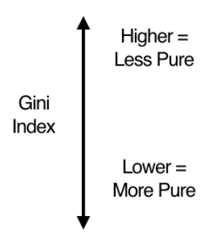 Higher =
Less Pure
Gini
Index
Lower =
More Pure